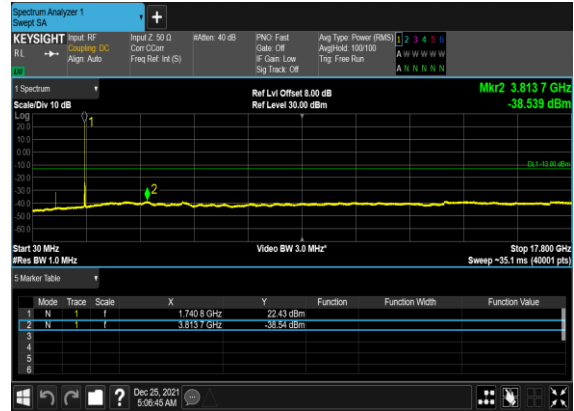 Spectrum Analyzer 1
Swept SA
+
KEYSIGHT Input: RF Input Z: 50 Ω #Atten: 40 dB PNO: Fast Avg Type: Power (RMS) 1 2 3 4 5 6
RL Coupling: DC Corr CCorr Gate: Off Avg|Hold: 100/100 A W W W W W
Align: Auto Freq Ref: Int (S) IF Gain: Low Trig: Free Run
Sig Track: Off A N N N N N
1 Spectrum Ref Lvl Offset 8.00 dB Mkr2 3.813 7 GHz
Scale/Div 10 dB Ref Level 30.00 dBm -38.539 dBm
Log
1
20.0
10.0
0.00
-10.0
DL1 -13.00 dBm
-20.0
-30.0
2
-40.0
-50.0
-60.0
Start 30 MHz Video BW 3.0 MHz* Stop 17.800 GHz
#Res BW 1.0 MHz Sweep ~35.1 ms (40001 pts)
5 Marker Table
Mode Trace Scale X Y Function Function Width Function Value
1 N 1 f 1.740 8 GHz 22.43 dBm
2 N 1 f 3.813 7 GHz -38.54 dBm
3
4
5
6
? Dec 25, 2021
5:06:45 AM